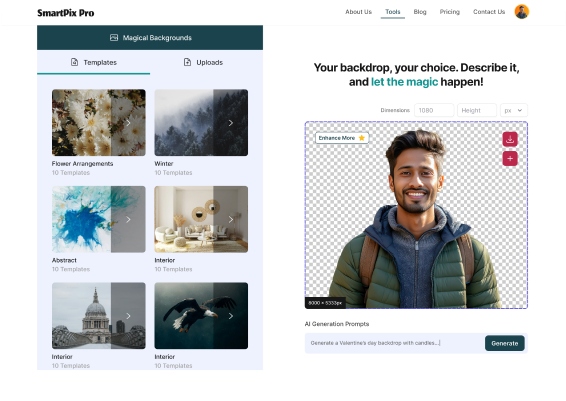 SmartPix Pro
About Us
Tools
Blog
Pricing
Contact Us
Magical Backgrounds
Templates
Uploads
Flower Arrangements
10 Templates
Winter
10 Templates
Abstract
10 Templates
Interior
10 Templates
Interior
10 Templates
Interior
10 Templates
Your backdrop, your choice. Describe it,
and let the magic happen!
Dimensions
1080
Height
px
Enhance More
6000 × 5333px
AI Generation Prompts
Generate a Valentine's day backdrop with candles...|
Generate